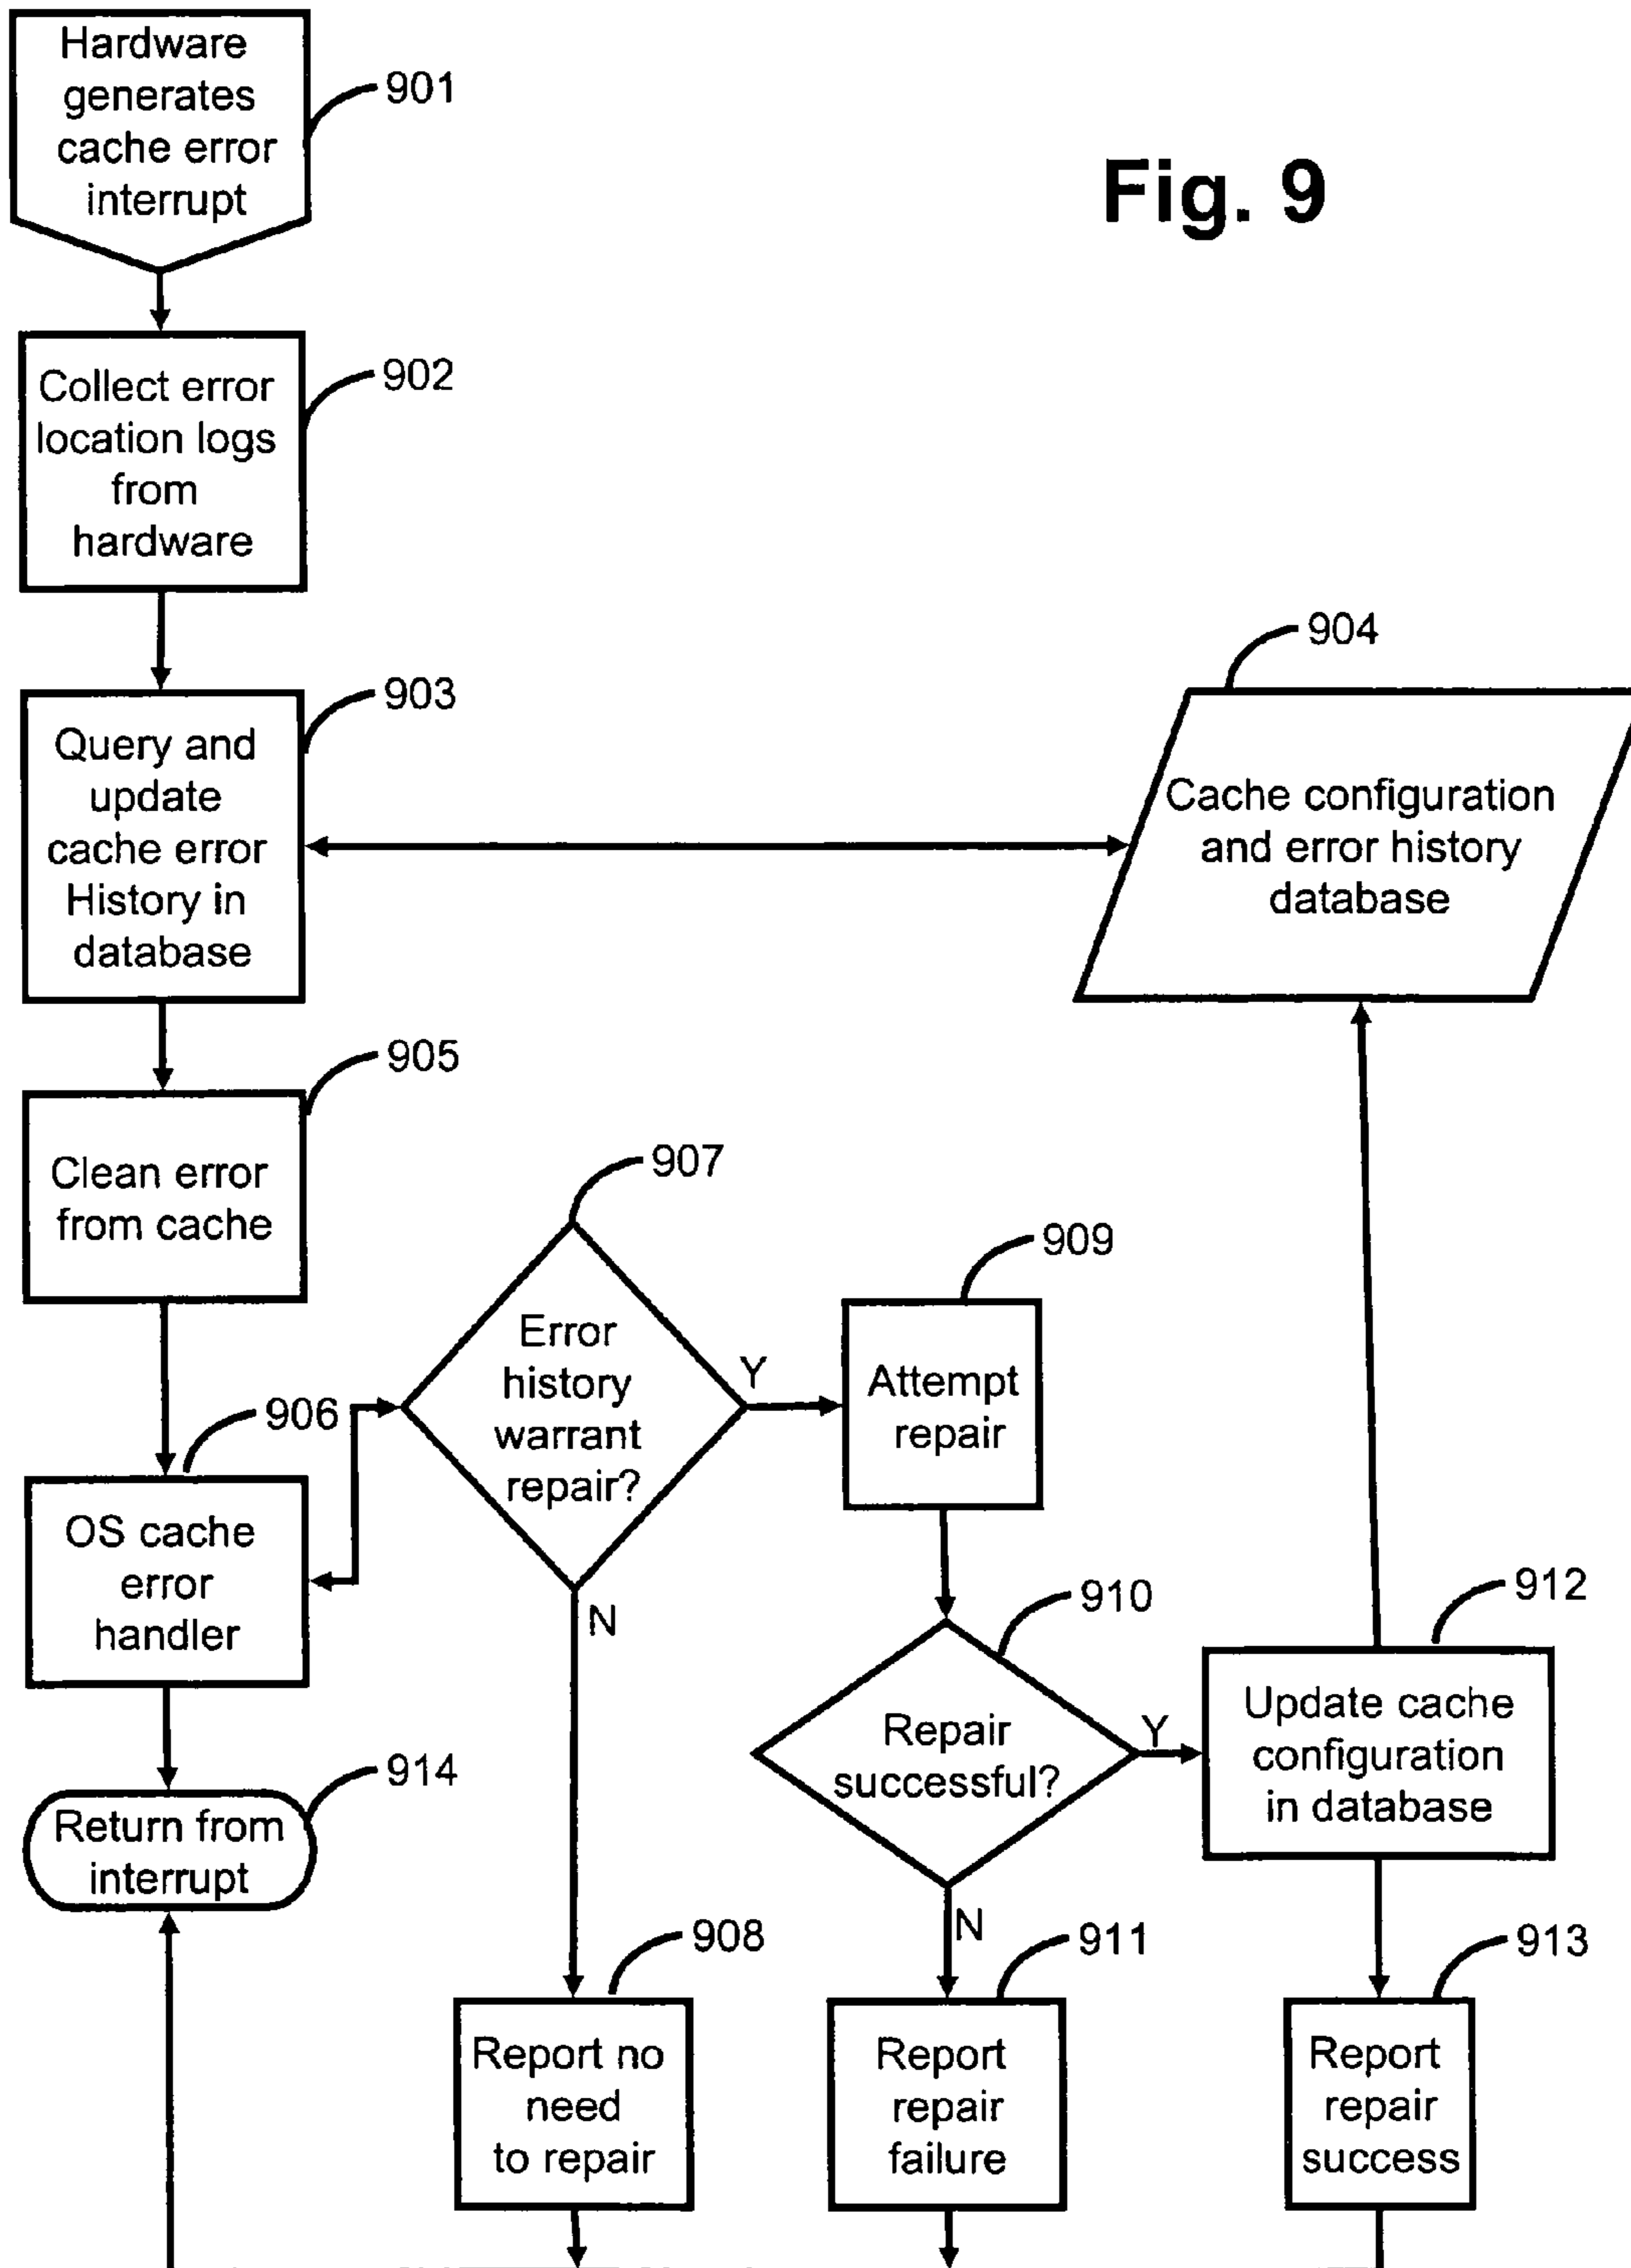 Hardware
generates
cache error
interrupt
901
Fig. 9
Collect error
location logs
from
hardware
902
Query and
update
cache error
History in
database
903
904
Cache configuration
and error history
database
Clean error
from cache
905
OS cache
error
handler
906
907
Error
history
warrant
repair?
Y
N
909
Attempt
repair
910
Repair
successful?
Y
N
912
Update cache
configuration
in database
Return from
interrupt
914
908
Report no
need
to repair
911
Report
repair
failure
913
Report
repair
success